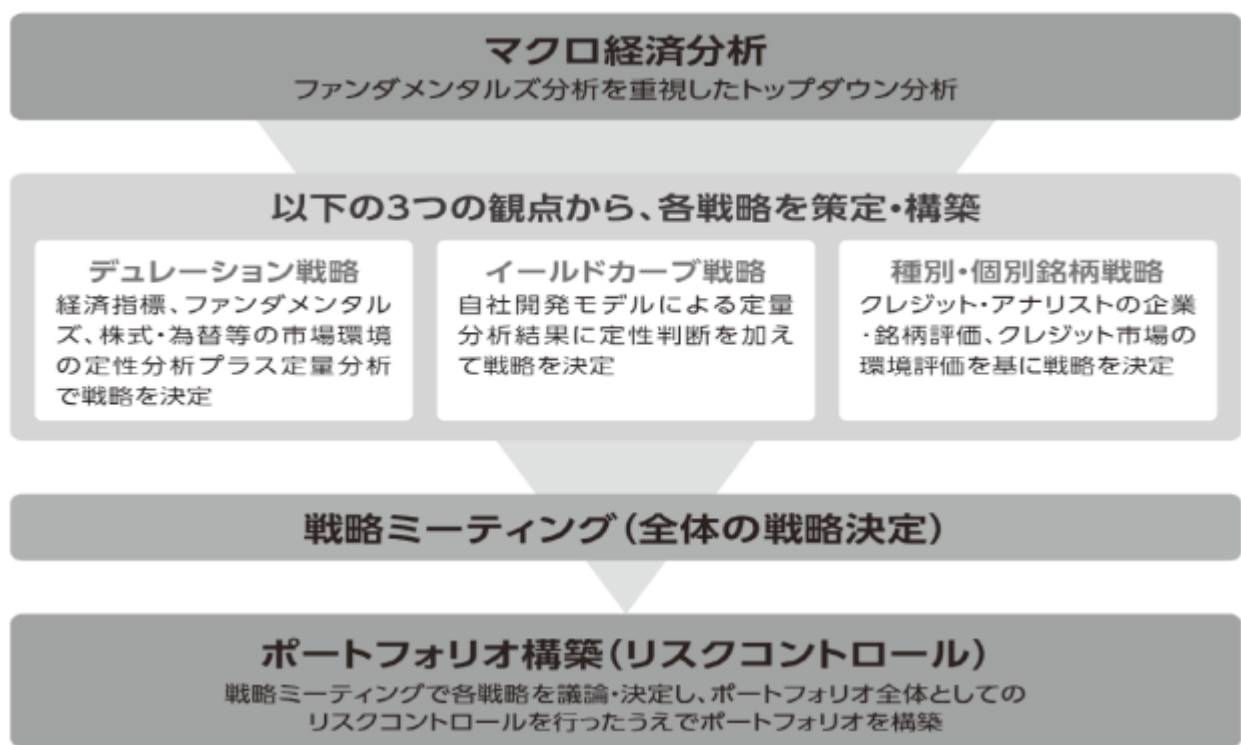 マクロ経済分析
ファンダメンタルズ分析を重視したトップダウン分析
以下の3つの観点から、各戦略を策定・構築
デュレーション戦略
経済指標、ファンダメンタル
ズ、株式・為替等の市場環境
の定性分析プラス定量分析
で戦略を決定
イールドカーブ戦略
自社開発モデルによる定量
分析結果に定性判断を加え
て戦略を決定
種別・個別銘柄戦略
クレジット・アナリストの企業
・銘柄評価、クレジット市場の
環境評価を基に戦略を決定
戦略ミーティング(全体の戦略決定)
ポートフォリオ構築(リスクコントロール)
戦略ミーティングで各戦略を議論・決定し、ポートフォリオ全体としての
リスクコントロールを行ったうえでポートフォリオを構築